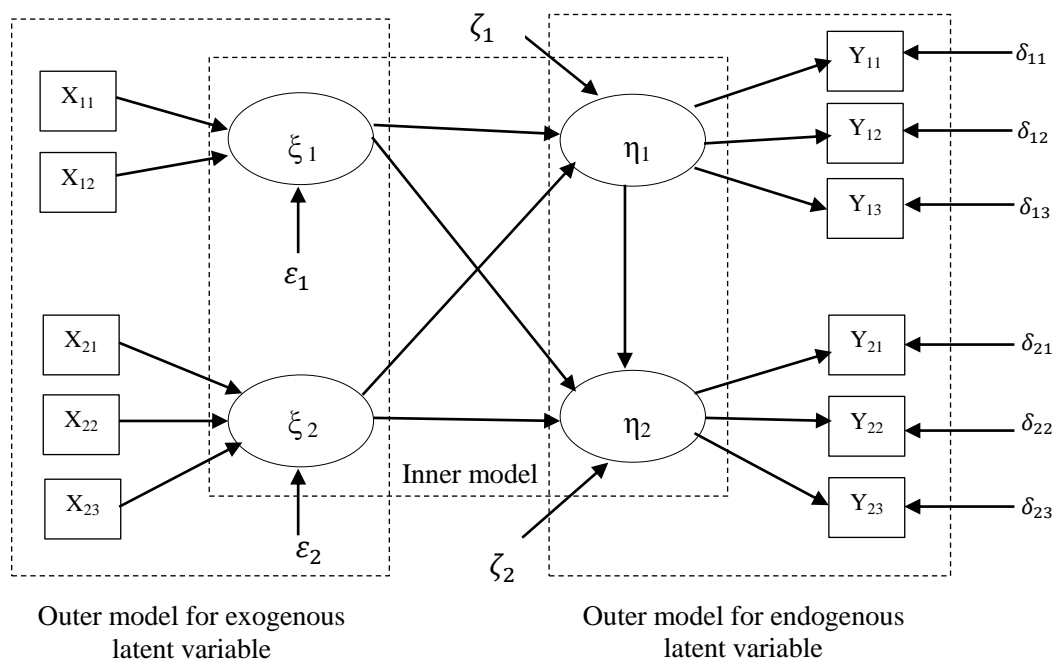 ζ₁
Y₁₁
δ₁₁
X₁₁
ξ₁
η₁
Y₁₂
δ₁₂
X₁₂
Y₁₃
δ₁₃
ε₁
X₂₁
Y₂₁
δ₂₁
X₂₂
ξ₂
η₂
Y₂₂
δ₂₂
Inner model
X₂₃
Y₂₃
δ₂₃
ε₂
ζ₂
Outer model for exogenous
latent variable
Outer model for endogenous
latent variable